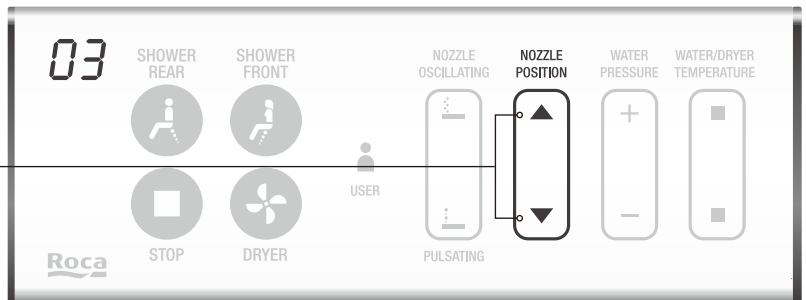 03
SHOWER
REAR
SHOWER
FRONT
NOZZLE
OSCILLATING
NOZZLE
POSITION
WATER
PRESSURE
WATER/DRYER
TEMPERATURE
USER
STOP
DRYER
PULSATING
Roca